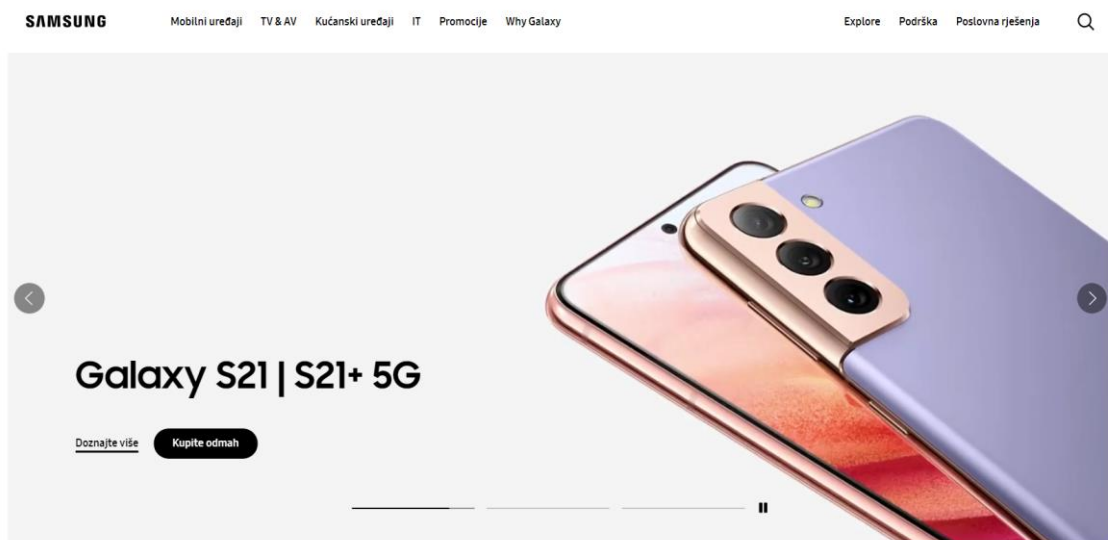 SAMSUNG Mobilni uređaji TV & AV Kućanski uređaji IT Promocije Why Galaxy Explore Podrška Poslovna rješenja
Galaxy S21 | S21+ 5G
Doznajte više Kupite odmah